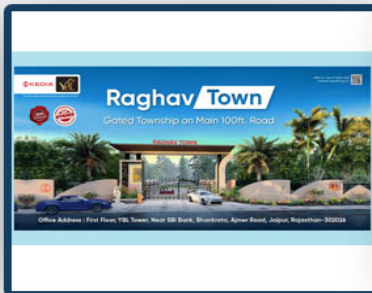 KEDIA
Raghav Town
Gated Township on Main 100ft. Road
RAGHAV TOWN
Office Address : First Floor, YBL Tower, Near SBI Bank, Bhankrota, Ajmer Road, Jaipur, Rajasthan-302026